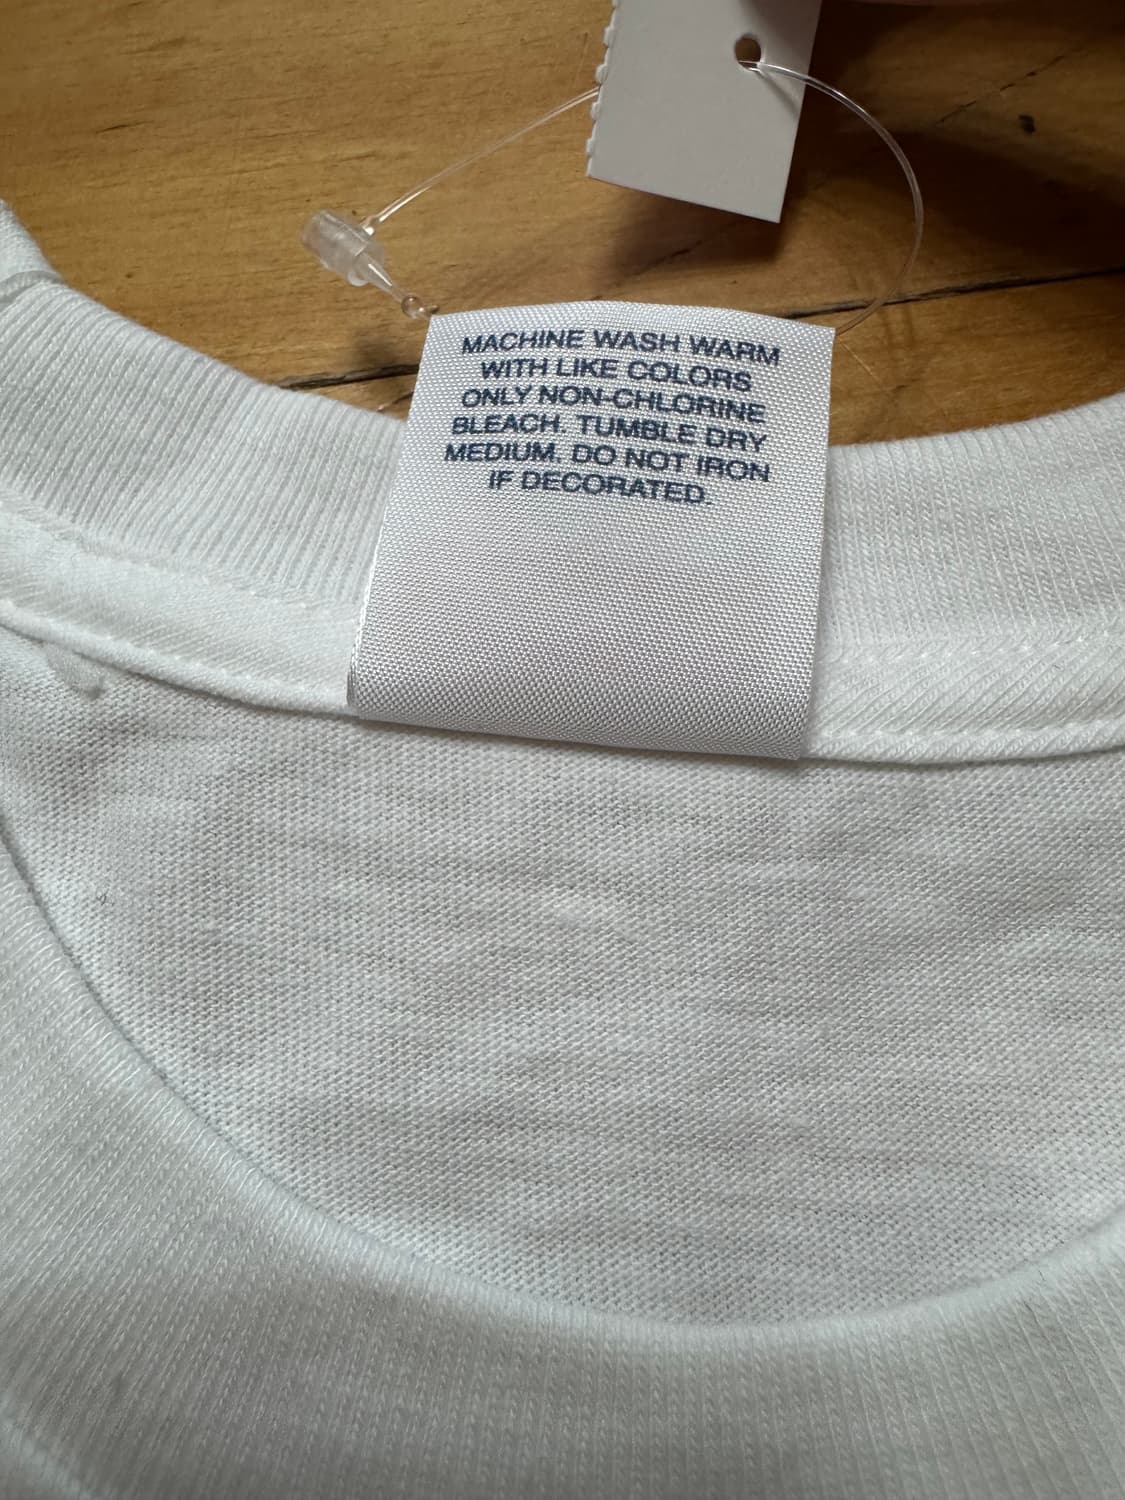 MACHINE WASH WARM
WITH LIKE COLORS
ONLY NON-CHLORINE
BLEACH. TUMBLE DRY
MEDIUM. DO NOT IRON
IF DECORATED.